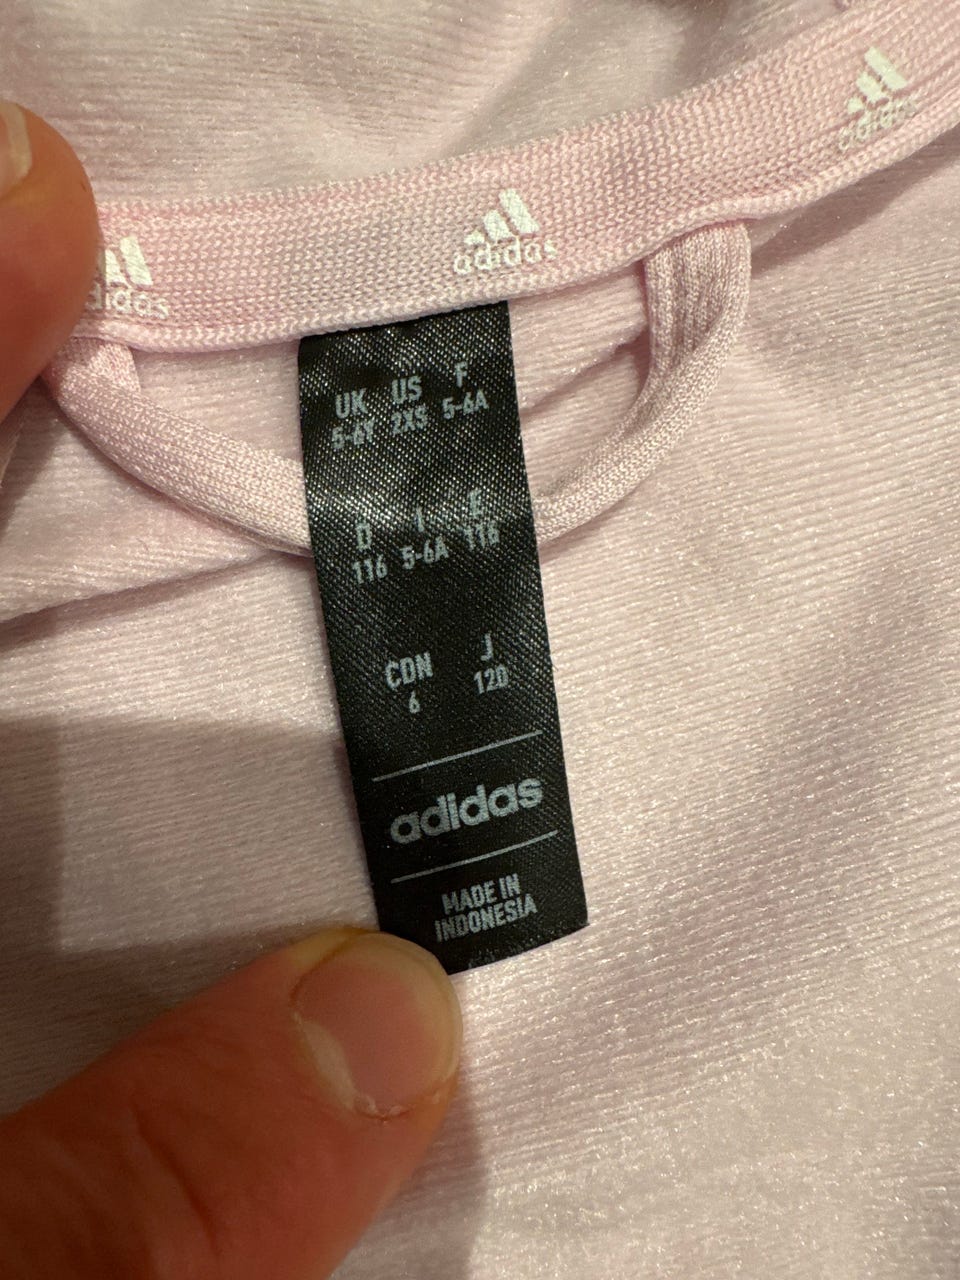 adidas
adidas
adidas
UK US F
5-6Y 2XS 5-6A
D I E
116 5-6A 116
CDN J
6 120
adidas
MADE IN
INDONESIA